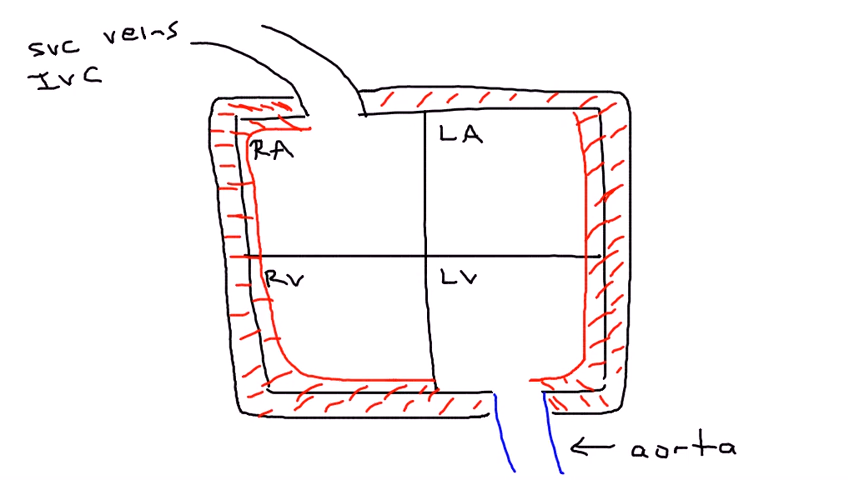 svc veins
IVC
RA
LA
RV
LV
← aorta